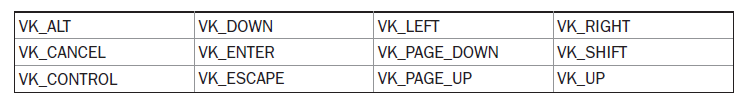 VK_ALT VK_DOWN VK_LEFT VK_RIGHT
VK_CANCEL VK_ENTER VK_PAGE_DOWN VK_SHIFT
VK_CONTROL VK_ESCAPE VK_PAGE_UP VK_UP